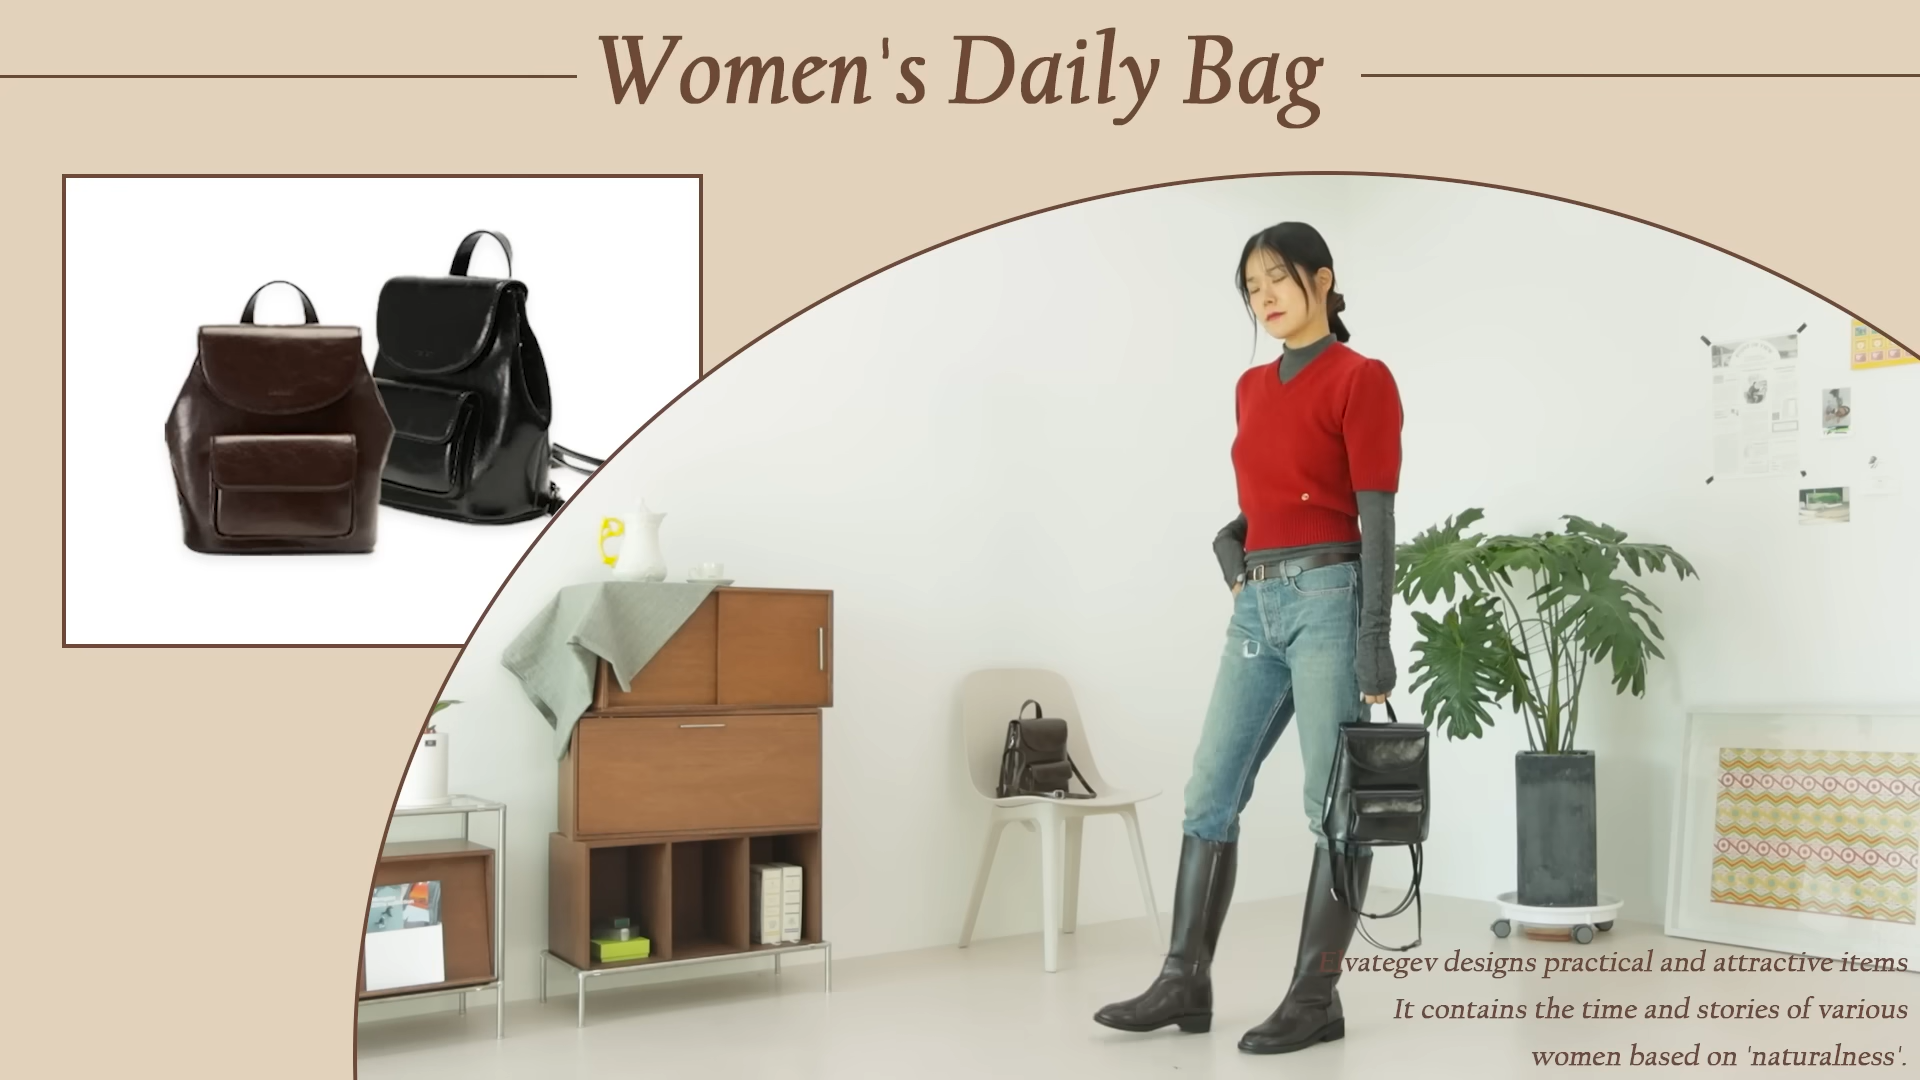 Women's Daily Bag
Elvategev designs practical and attractive items
It contains the time and stories of various
women based on 'naturalness'.